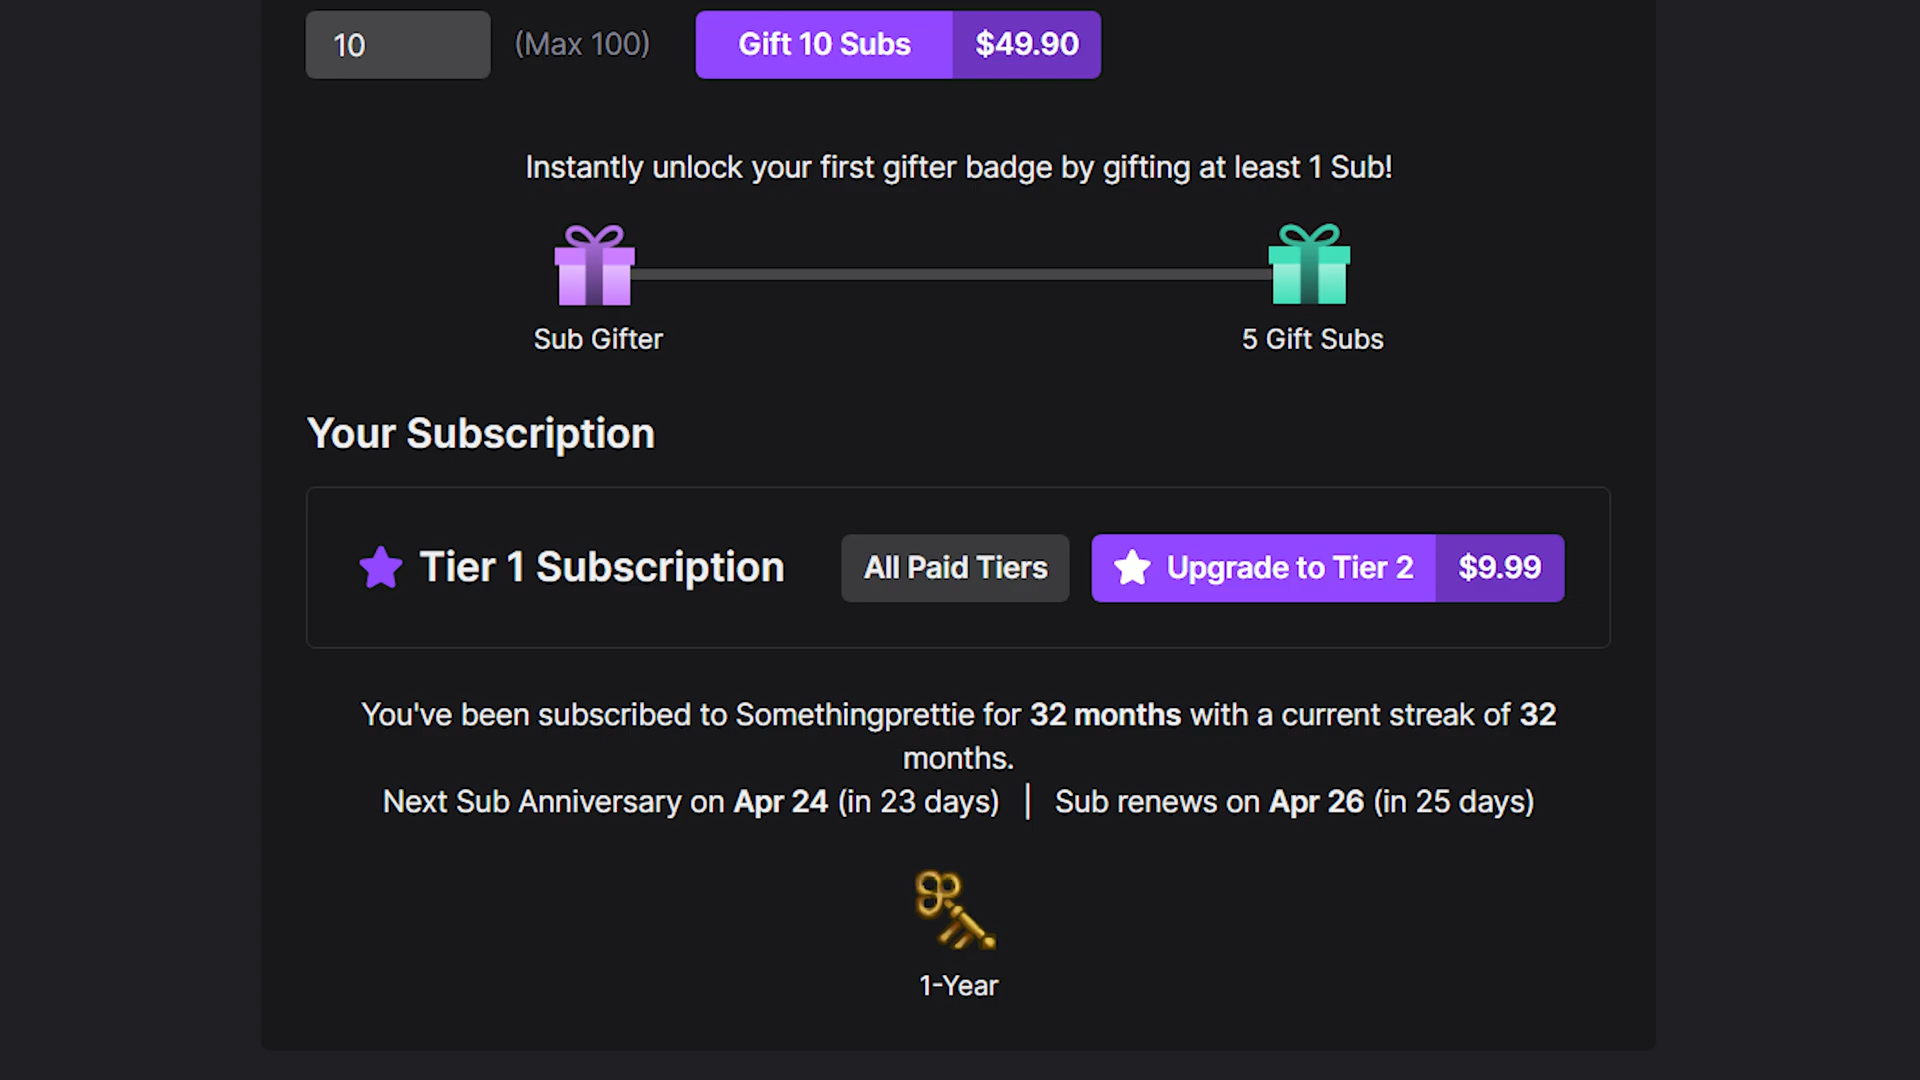 10 (Max 100) Gift 10 Subs $49.90
Instantly unlock your first gifter badge by gifting at least 1 Sub!
Sub Gifter 5 Gift Subs
Your Subscription
Tier 1 Subscription All Paid Tiers Upgrade to Tier 2 $9.99
You've been subscribed to Somethingprettie for 32 months with a current streak of 32
months.
Next Sub Anniversary on Apr 24 (in 23 days) | Sub renews on Apr 26 (in 25 days)
1-Year